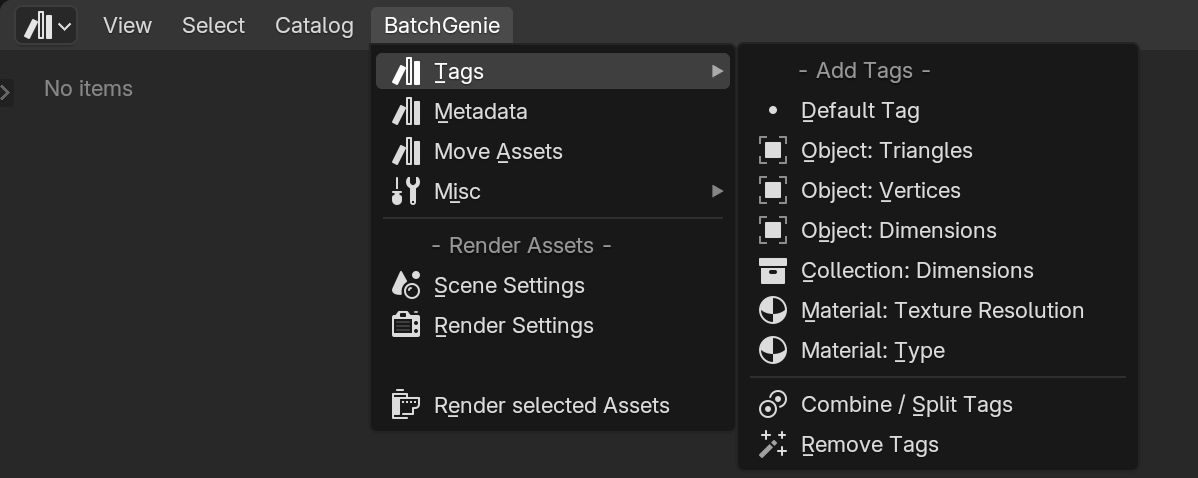 View Select Catalog BatchGenie
No items
Tags
Metadata
Move Assets
Misc
- Render Assets -
Scene Settings
Render Settings
Render selected Assets
- Add Tags -
Default Tag
Object: Triangles
Object: Vertices
Object: Dimensions
Collection: Dimensions
Material: Texture Resolution
Material: Type
Combine / Split Tags
Remove Tags